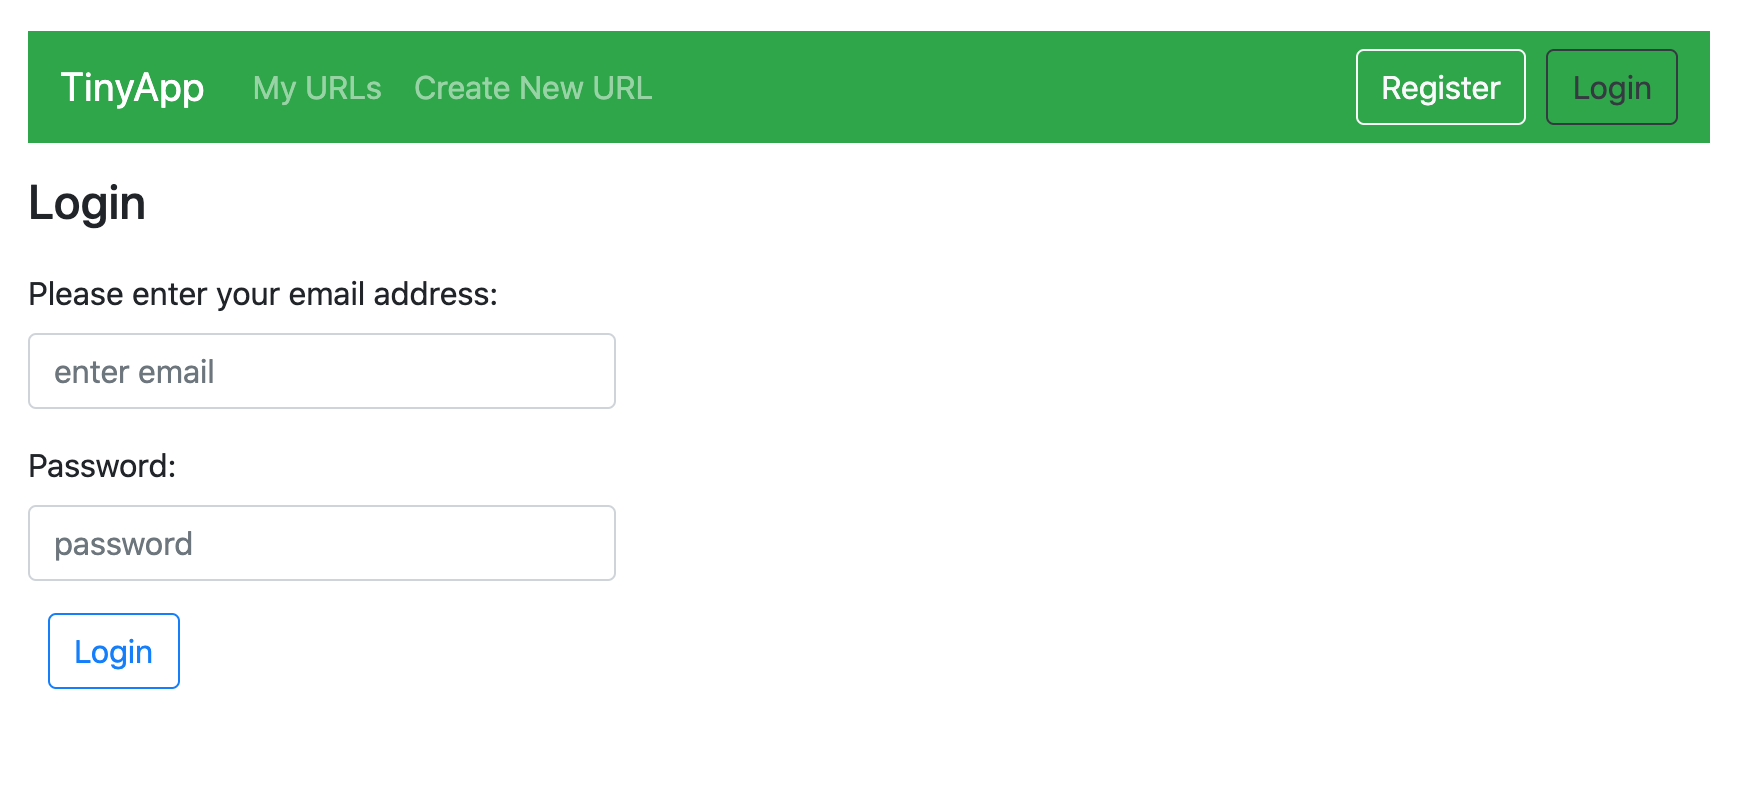 TinyApp My URLs Create New URL Register Login
Login
Please enter your email address:
enter email
Password:
password
Login